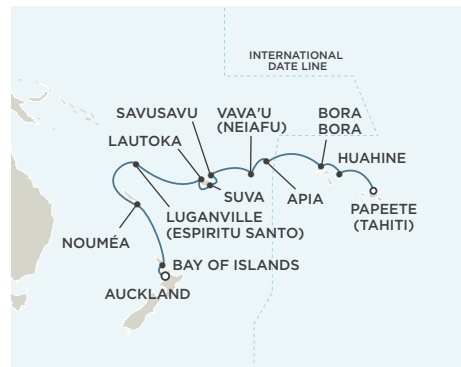 INTERNATIONAL
DATE LINE
SAVUSAVU
VAVA'U
(NEIAFU)
BORA
BORA
LAUTOKA
HUAHINE
SUVA
APIA
PAPEETE
(TAHITI)
LUGANVILLE
(ESPIRITU SANTO)
NOUMÉA
BAY OF ISLANDS
AUCKLAND